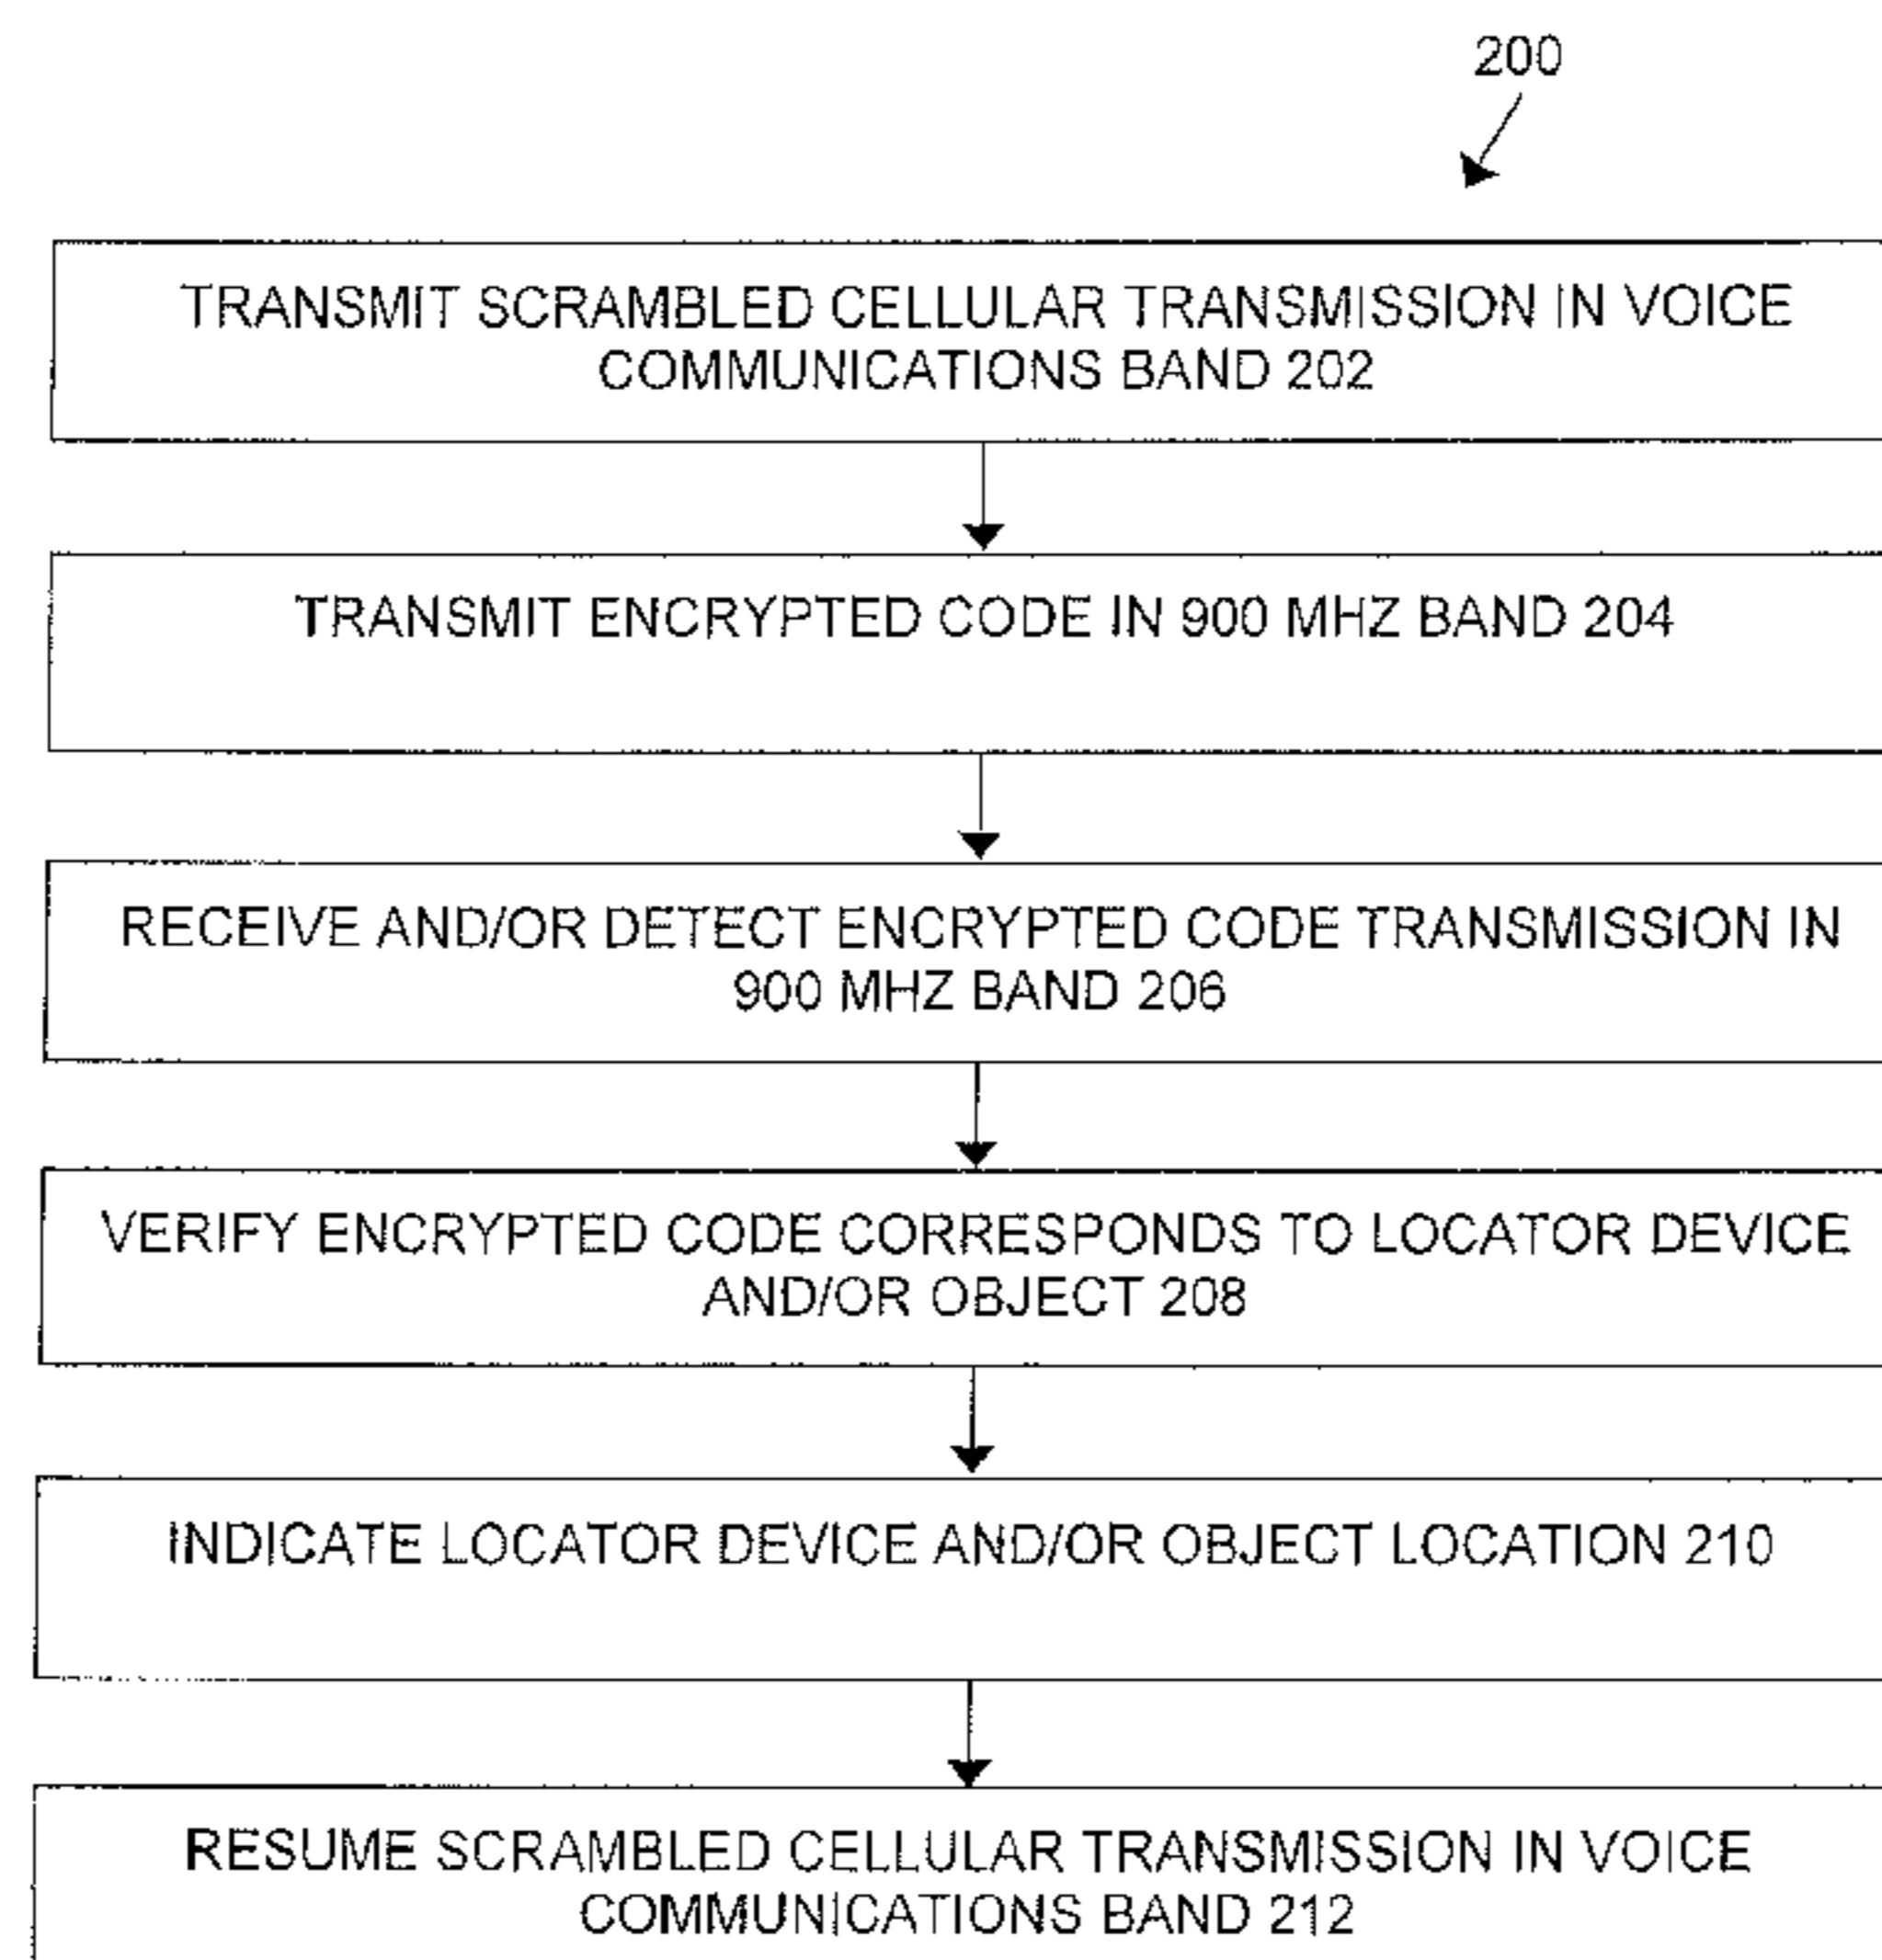 200
TRANSMIT SCRAMBLED CELLULAR TRANSMISSION IN VOICE
COMMUNICATIONS BAND 202
TRANSMIT ENCRYPTED CODE IN 900 MHZ BAND 204
RECEIVE AND/OR DETECT ENCRYPTED CODE TRANSMISSION IN
900 MHZ BAND 206
VERIFY ENCRYPTED CODE CORRESPONDS TO LOCATOR DEVICE
AND/OR OBJECT 208
INDICATE LOCATOR DEVICE AND/OR OBJECT LOCATION 210
RESUME SCRAMBLED CELLULAR TRANSMISSION IN VOICE
COMMUNICATIONS BAND 212